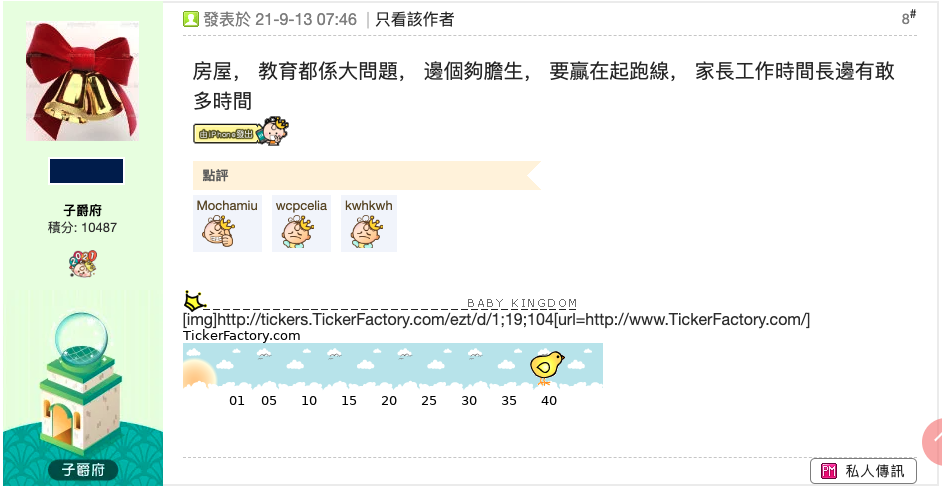 發表於 21-9-13 07:46 | 只看該作者
8#
房屋， 教育都係大問題， 邊個夠膽生， 要贏在起跑線， 家長工作時間長邊有敢
多時間
由iPhone發出
點評
Mochamiu wcpcelia kwhkwh
子爵府
積分: 10487
2021
BABY KINGDOM
[img]http://tickers.TickerFactory.com/ezt/d/1;19;104[url=http://www.TickerFactory.com/]
TickerFactory.com
01 05 10 15 20 25 30 35 40
子爵府
PM 私人傳訊